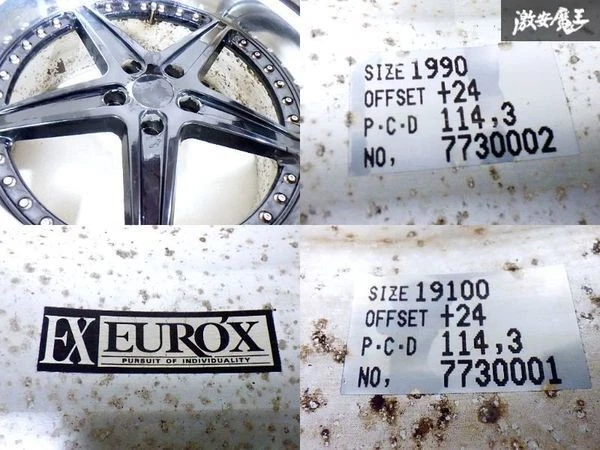 激安魔王
SIZE 1990
OFFSET +24
P・C・D 114,3
NO, 7730002
EX EURO'X
PURSUIT OF INDIVIDUALITY
SIZE 19100
OFFSET +24
P・C・D 114,3
NO, 7730001